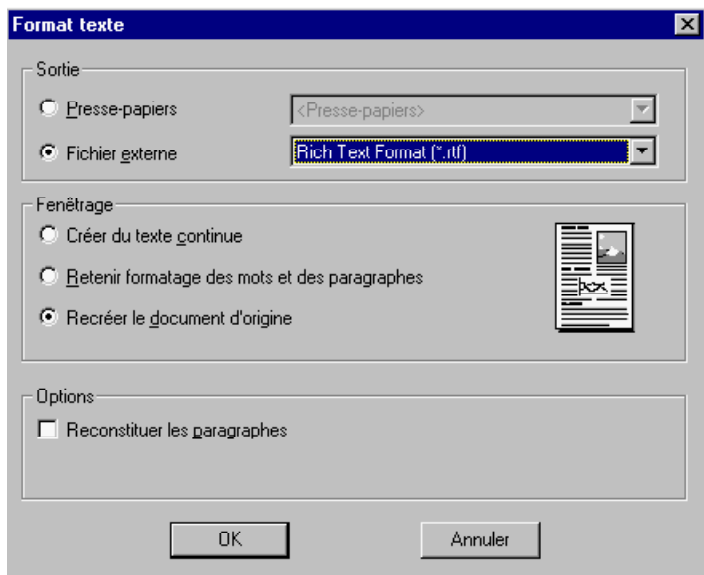 Format texte
Sortie
Presse-papiers
<Presse-papiers>
Fichier externe
Rich Text Format (*.rtf)
Fenêtrage
Créer du texte continue
Retenir formatage des mots et des paragraphes
Recréer le document d'origine
Options
Reconstituer les paragraphes
OK
Annuler